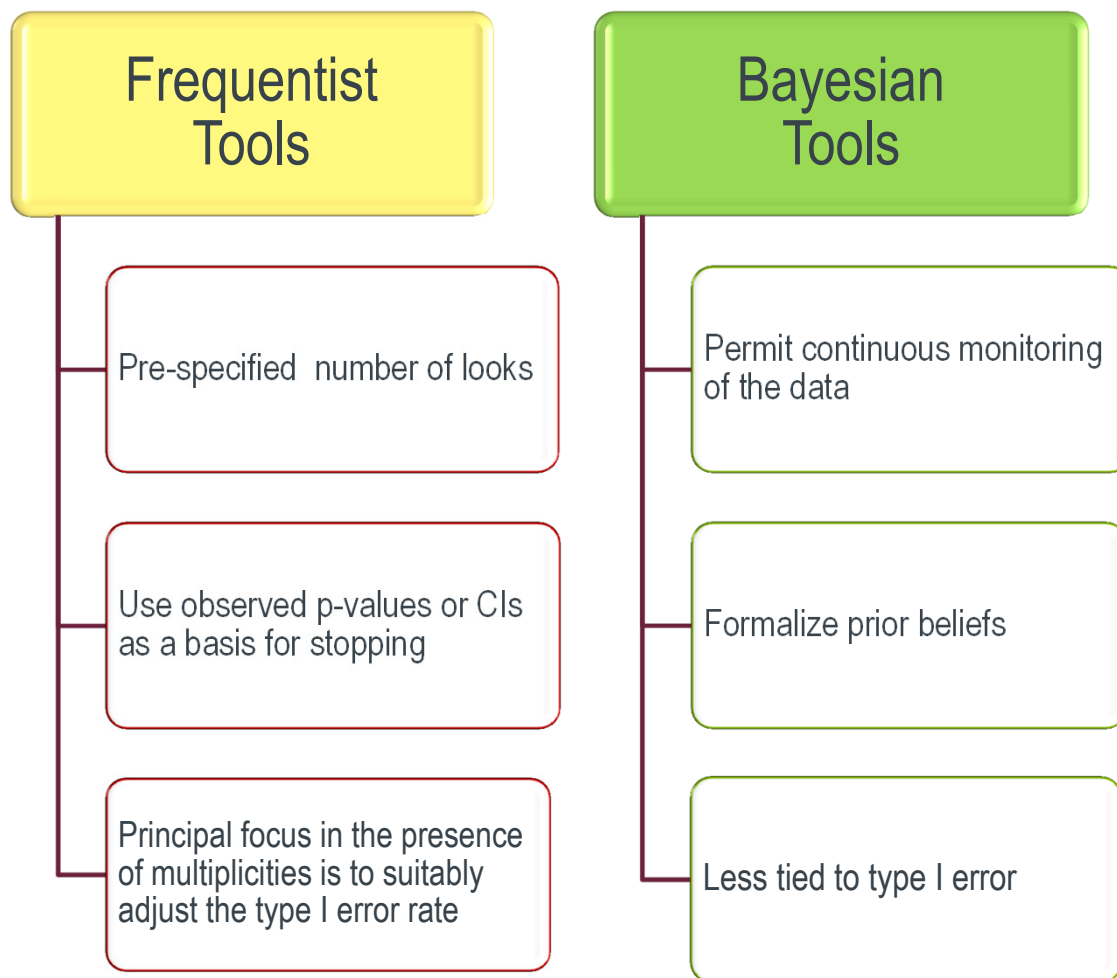 Frequentist
Tools
Pre-specified  number of looks
Use observed p-values or CIs
as a basis for stopping
Principal focus in the presence
of multiplicities is to suitably
adjust the type I error rate
Bayesian
Tools
Permit continuous monitoring
of the data
Formalize prior beliefs
Less tied to type I error